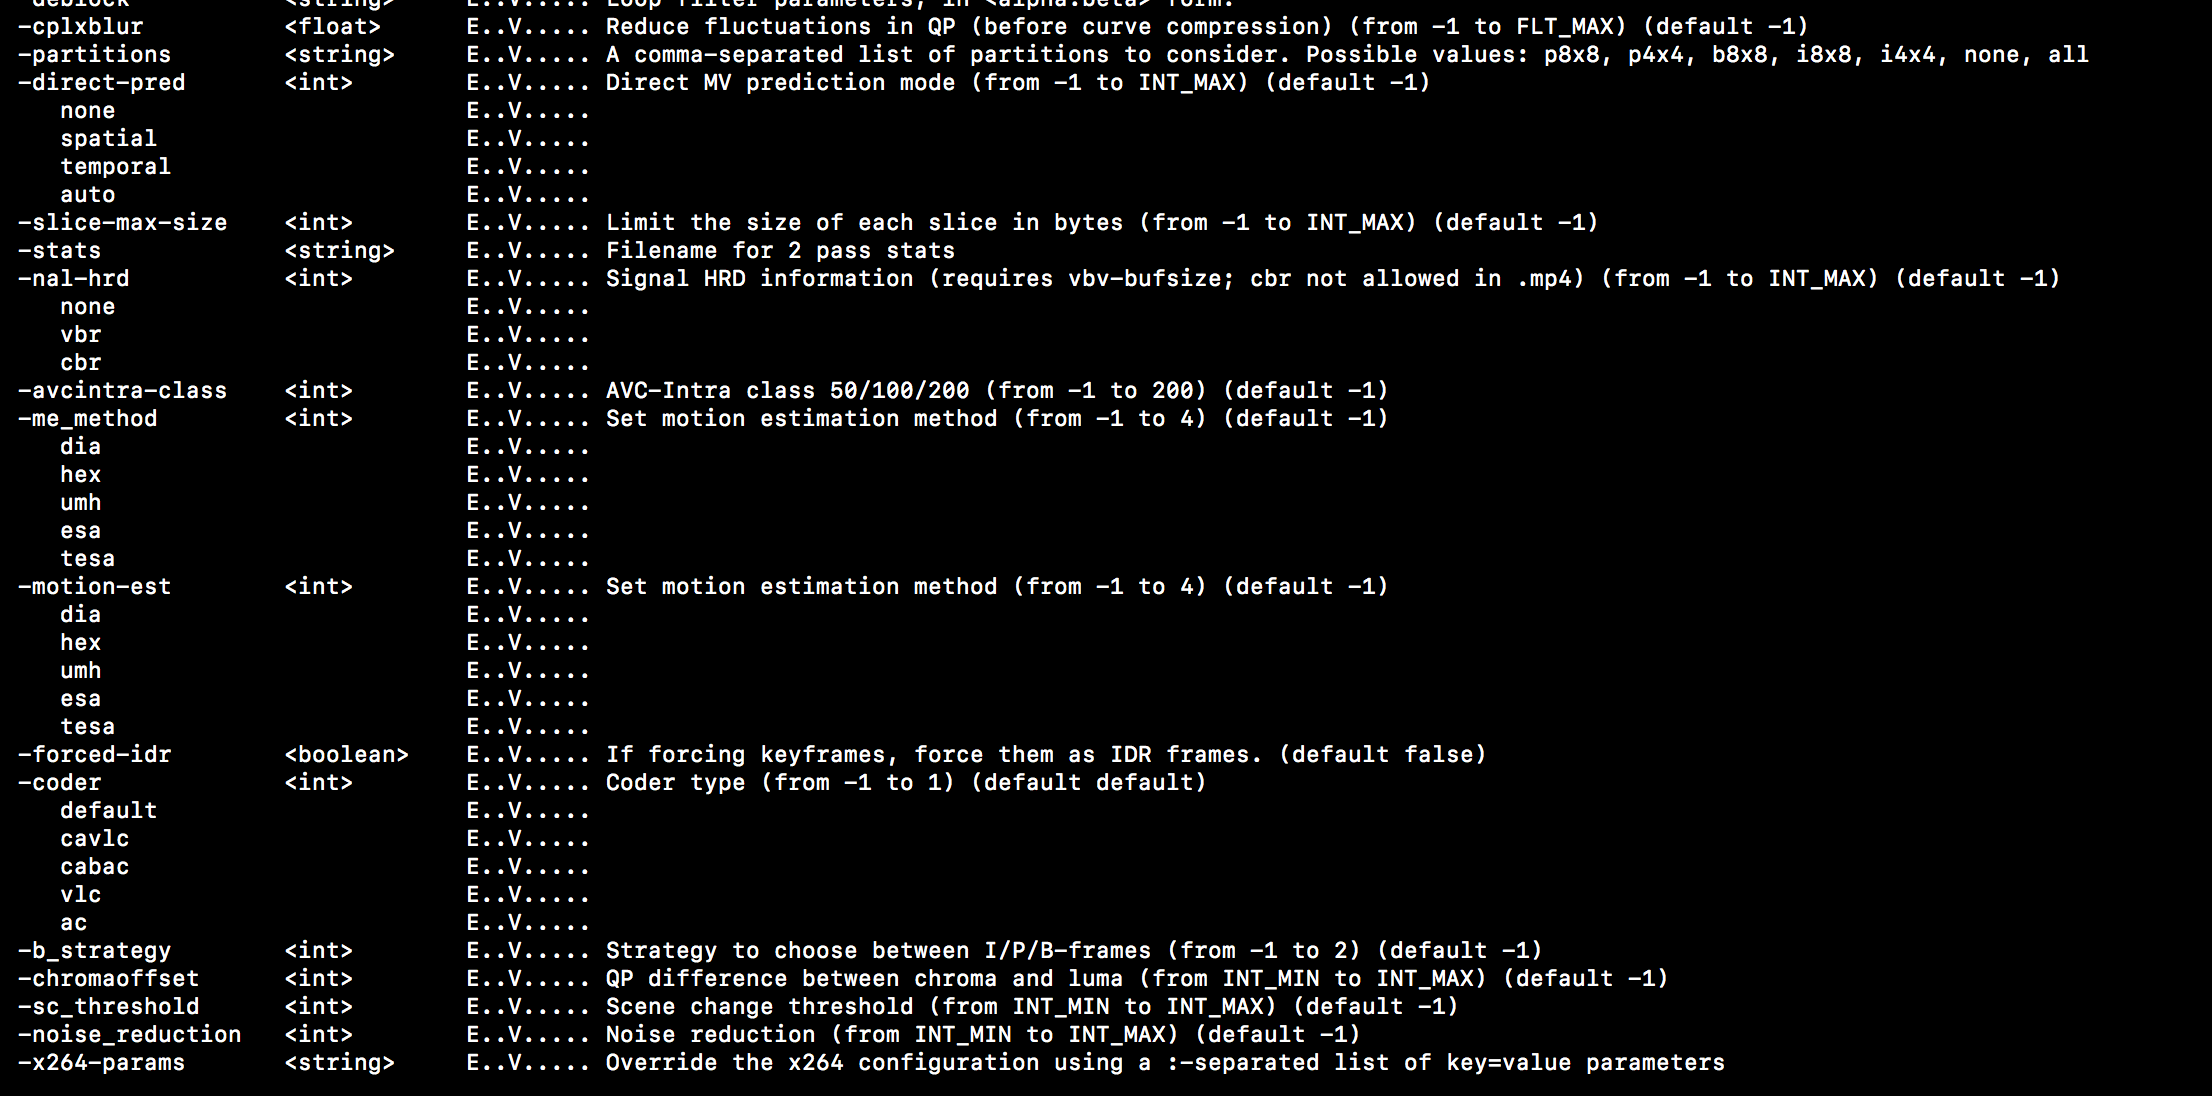 -deblock <string> E..V..... Loop filter parameters, in <alpha:beta> form.
-cplxblur <float> E..V..... Reduce fluctuations in QP (before curve compression) (from -1 to FLT_MAX) (default -1)
-partitions <string> E..V..... A comma-separated list of partitions to consider. Possible values: p8x8, p4x4, b8x8, i8x8, i4x4, none, all
-direct-pred <int> E..V..... Direct MV prediction mode (from -1 to INT_MAX) (default -1)
none E..V.....
spatial E..V.....
temporal E..V.....
auto E..V.....
-slice-max-size <int> E..V..... Limit the size of each slice in bytes (from -1 to INT_MAX) (default -1)
-stats <string> E..V..... Filename for 2 pass stats
-nal-hrd <int> E..V..... Signal HRD information (requires vbv-bufsize; cbr not allowed in .mp4) (from -1 to INT_MAX) (default -1)
none E..V.....
vbr E..V.....
cbr E..V.....
-avcintra-class <int> E..V..... AVC-Intra class 50/100/200 (from -1 to 200) (default -1)
-me_method <int> E..V..... Set motion estimation method (from -1 to 4) (default -1)
dia E..V.....
hex E..V.....
umh E..V.....
esa E..V.....
tesa E..V.....
-motion-est <int> E..V..... Set motion estimation method (from -1 to 4) (default -1)
dia E..V.....
hex E..V.....
umh E..V.....
esa E..V.....
tesa E..V.....
-forced-idr <boolean> E..V..... If forcing keyframes, force them as IDR frames. (default false)
-coder <int> E..V..... Coder type (from -1 to 1) (default default)
default E..V.....
cavlc E..V.....
cabac E..V.....
vlc E..V.....
ac E..V.....
-b_strategy <int> E..V..... Strategy to choose between I/P/B-frames (from -1 to 2) (default -1)
-chromaoffset <int> E..V..... QP difference between chroma and luma (from INT_MIN to INT_MAX) (default -1)
-sc_threshold <int> E..V..... Scene change threshold (from INT_MIN to INT_MAX) (default -1)
-noise_reduction <int> E..V..... Noise reduction (from INT_MIN to INT_MAX) (default -1)
-x264-params <string> E..V..... Override the x264 configuration using a :-separated list of key=value parameters